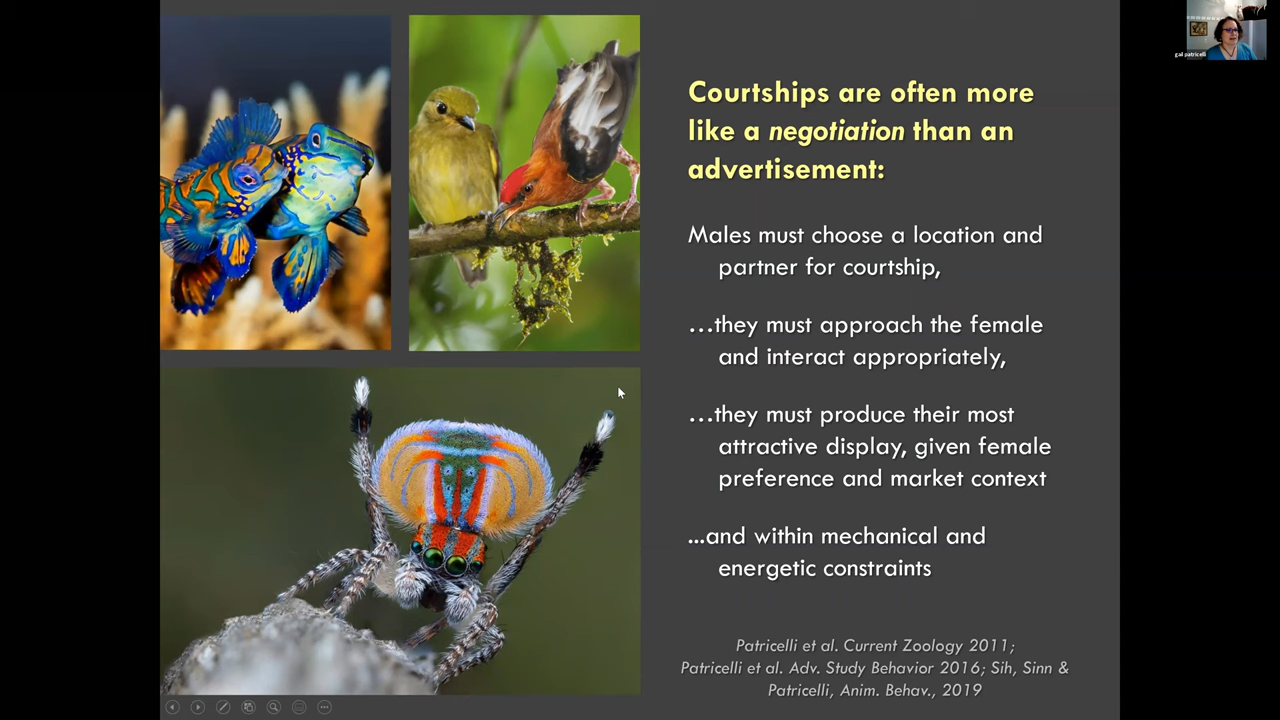 gail patricelli
Courtships are often more
like a negotiation than an
advertisement:
Males must choose a location and
partner for courtship,
…they must approach the female
and interact appropriately,
…they must produce their most
attractive display, given female
preference and market context
...and within mechanical and
energetic constraints
Patricelli et al. Current Zoology 2011;
Patricelli et al. Adv. Study Behavior 2016; Sih, Sinn &
Patricelli, Anim. Behav., 2019